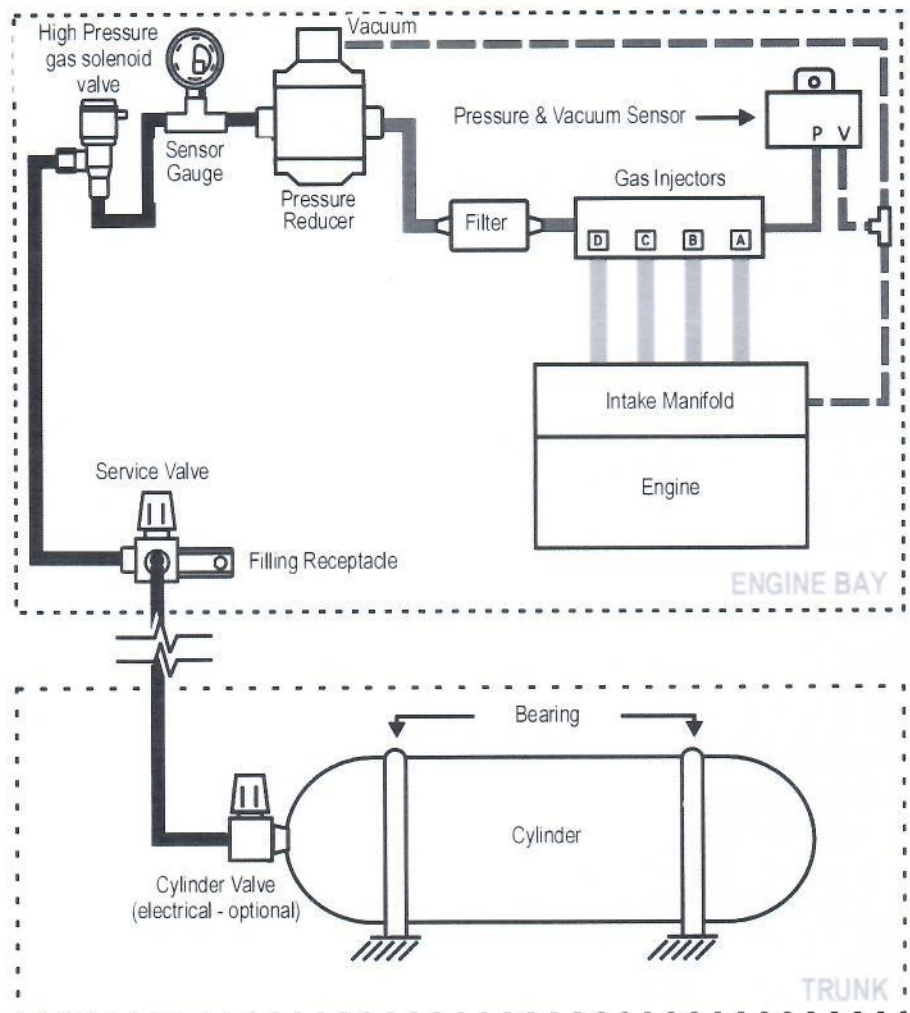 High Pressure
gas solenoid
valve
Vacuum
Sensor
Gauge
Pressure
Reducer
Pressure & Vacuum Sensor
P V
Gas Injectors
Filter
D C B A
Intake Manifold
Engine
Service Valve
Filling Receptacle
ENGINE BAY
Bearing
Cylinder
Cylinder Valve
(electrical - optional)
TRUNK